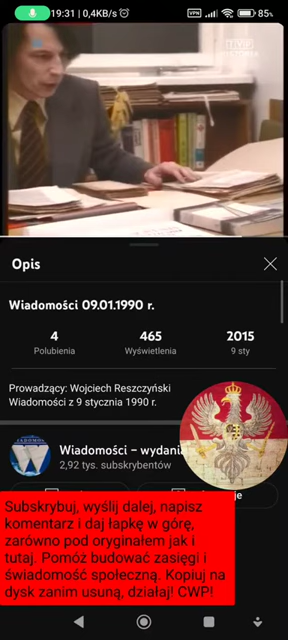 19:31 | 0,4KB/s
VPN
85%
Opis
Wiadomości 09.01.1990 r.
4
465
2015
Polubienia
Wyświetlenia
9 sty
Prowadzący: Wojciech Reszczyński
Wiadomości z 9 stycznia 1990 r.
Wiadomości – wydania
2,92 tys. subskrybentów
Subskrybuj, wyślij dalej, napisz
komentarz i daj łapkę w górę,
zarówno pod oryginałem jak i
tutaj. Pomóż budować zasięgi i
świadomość społeczną. Kopiuj na
dysk zanim usuną, działaj! CWP!